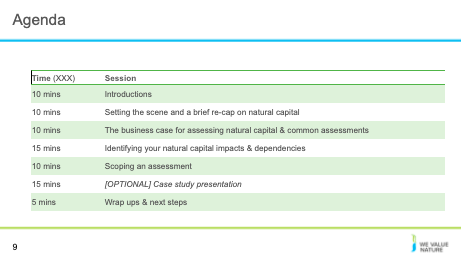 Agenda
Time (XXX) Session
10 mins Introductions
10 mins Setting the scene and a brief re-cap on natural capital
10 mins The business case for assessing natural capital & common assessments
15 mins Identifying your natural capital impacts & dependencies
10 mins Scoping an assessment
15 mins [OPTIONAL] Case study presentation
5 mins Wrap ups & next steps
9
WE VALUE
NATURE